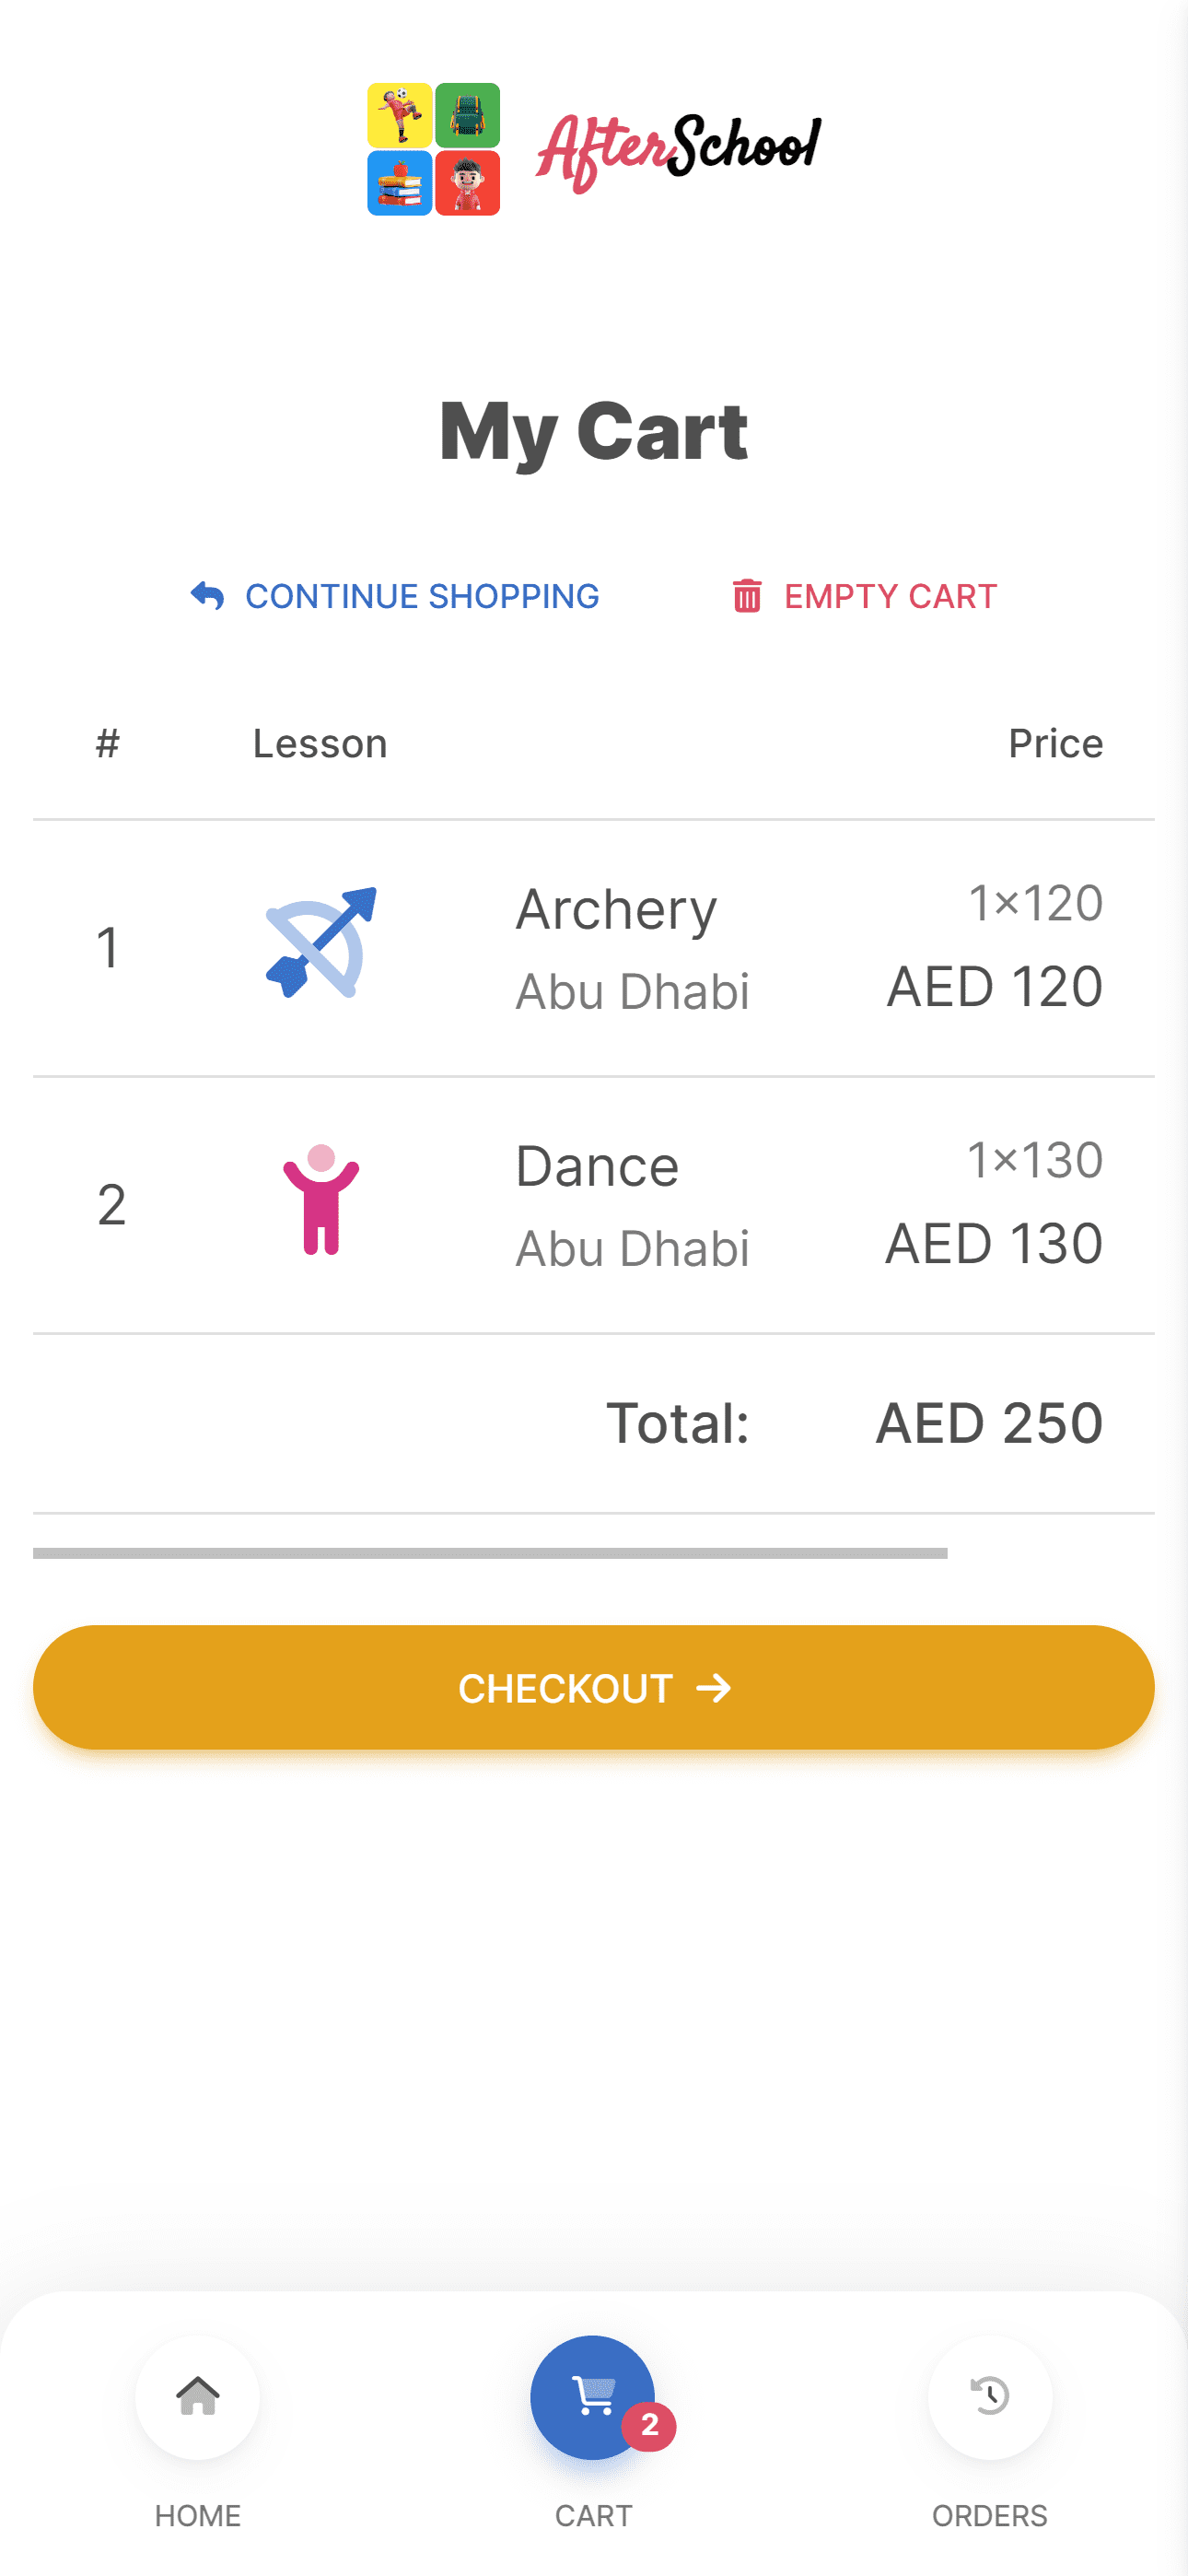 AfterSchool
My Cart
CONTINUE SHOPPING
EMPTY CART
# Lesson Price
1 Archery 1×120
Abu Dhabi AED 120
2 Dance 1×130
Abu Dhabi AED 130
Total: AED 250
CHECKOUT
2
HOME CART ORDERS